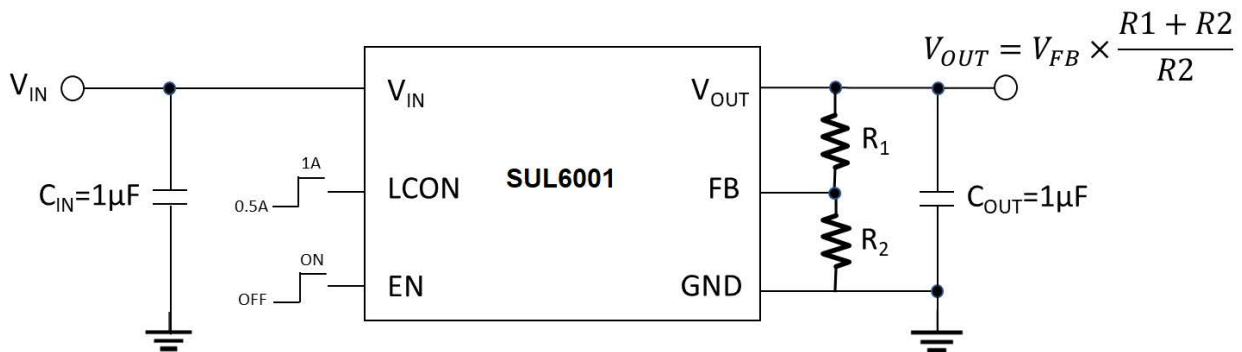 V_OUT = V_FB × (R1 + R2) / R2
V_IN
V_IN
V_OUT
R_1
1A
LCON
0.5A
SUL6001
FB
C_IN=1μF
C_OUT=1μF
R_2
ON
OFF
EN
GND